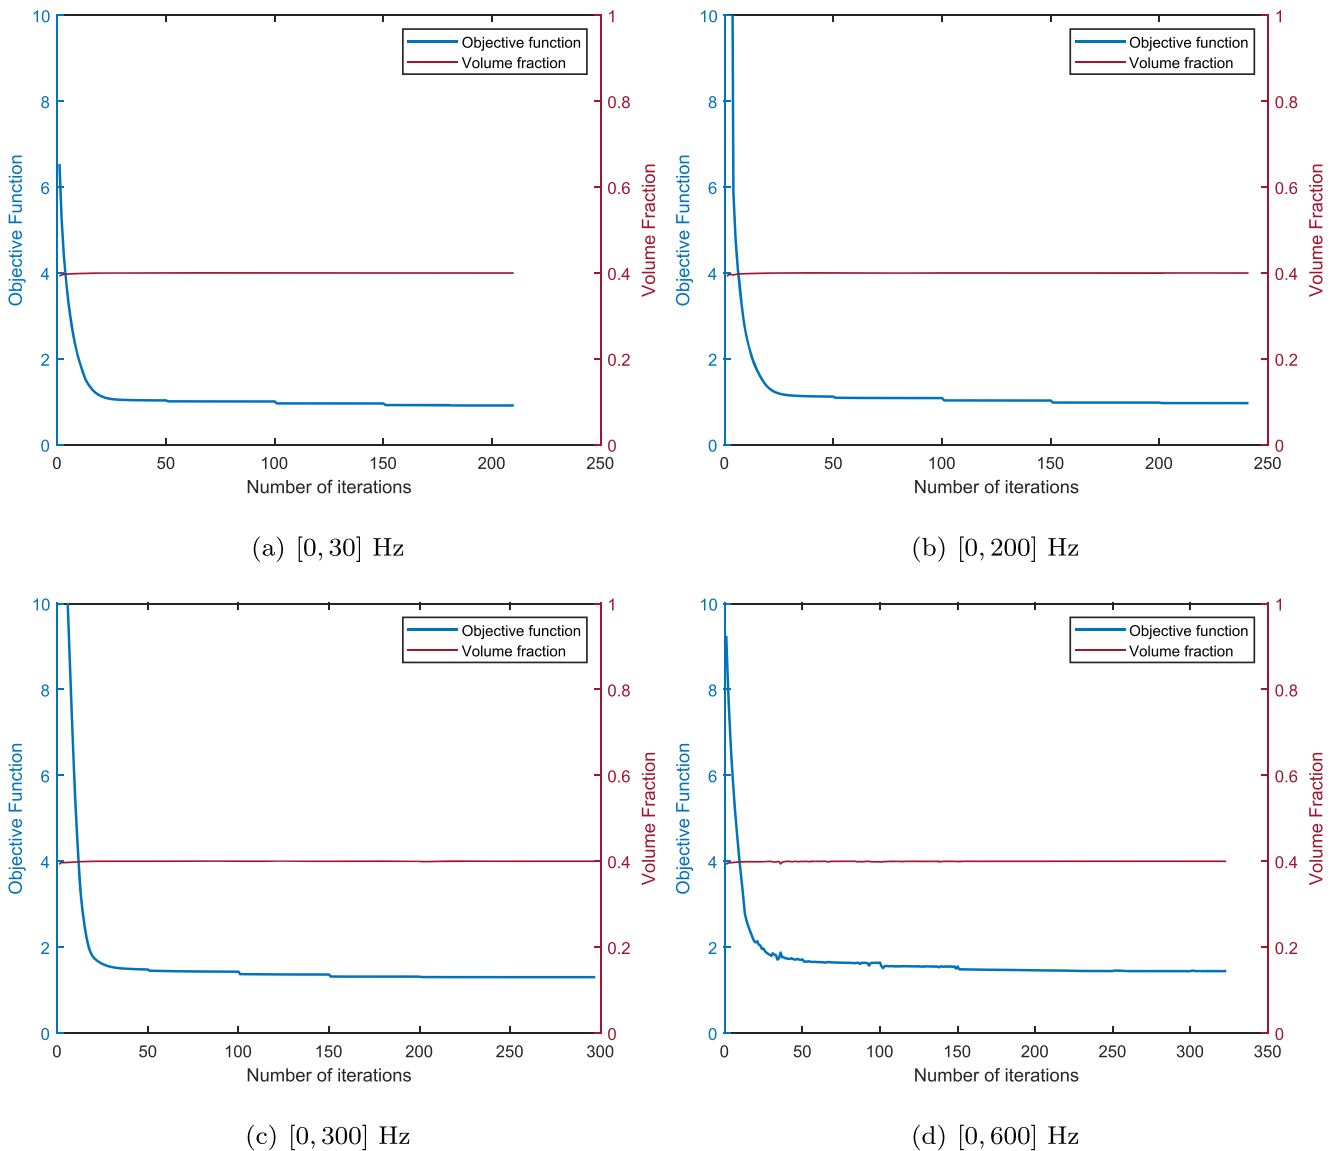 10
8
6
4
2
0
Objective Function
1
0.8
0.6
0.4
0.2
0
Volume Fraction
Objective function
Volume fraction
0 50 100 150 200 250
Number of iterations
(a) [0, 30] Hz
10
8
6
4
2
0
Objective Function
1
0.8
0.6
0.4
0.2
0
Volume Fraction
Objective function
Volume fraction
0 50 100 150 200 250
Number of iterations
(b) [0, 200] Hz
10
8
6
4
2
0
Objective Function
1
0.8
0.6
0.4
0.2
0
Volume Fraction
Objective function
Volume fraction
0 50 100 150 200 250 300
Number of iterations
(c) [0, 300] Hz
10
8
6
4
2
0
Objective Function
1
0.8
0.6
0.4
0.2
0
Volume Fraction
Objective function
Volume fraction
0 50 100 150 200 250 300 350
Number of iterations
(d) [0, 600] Hz